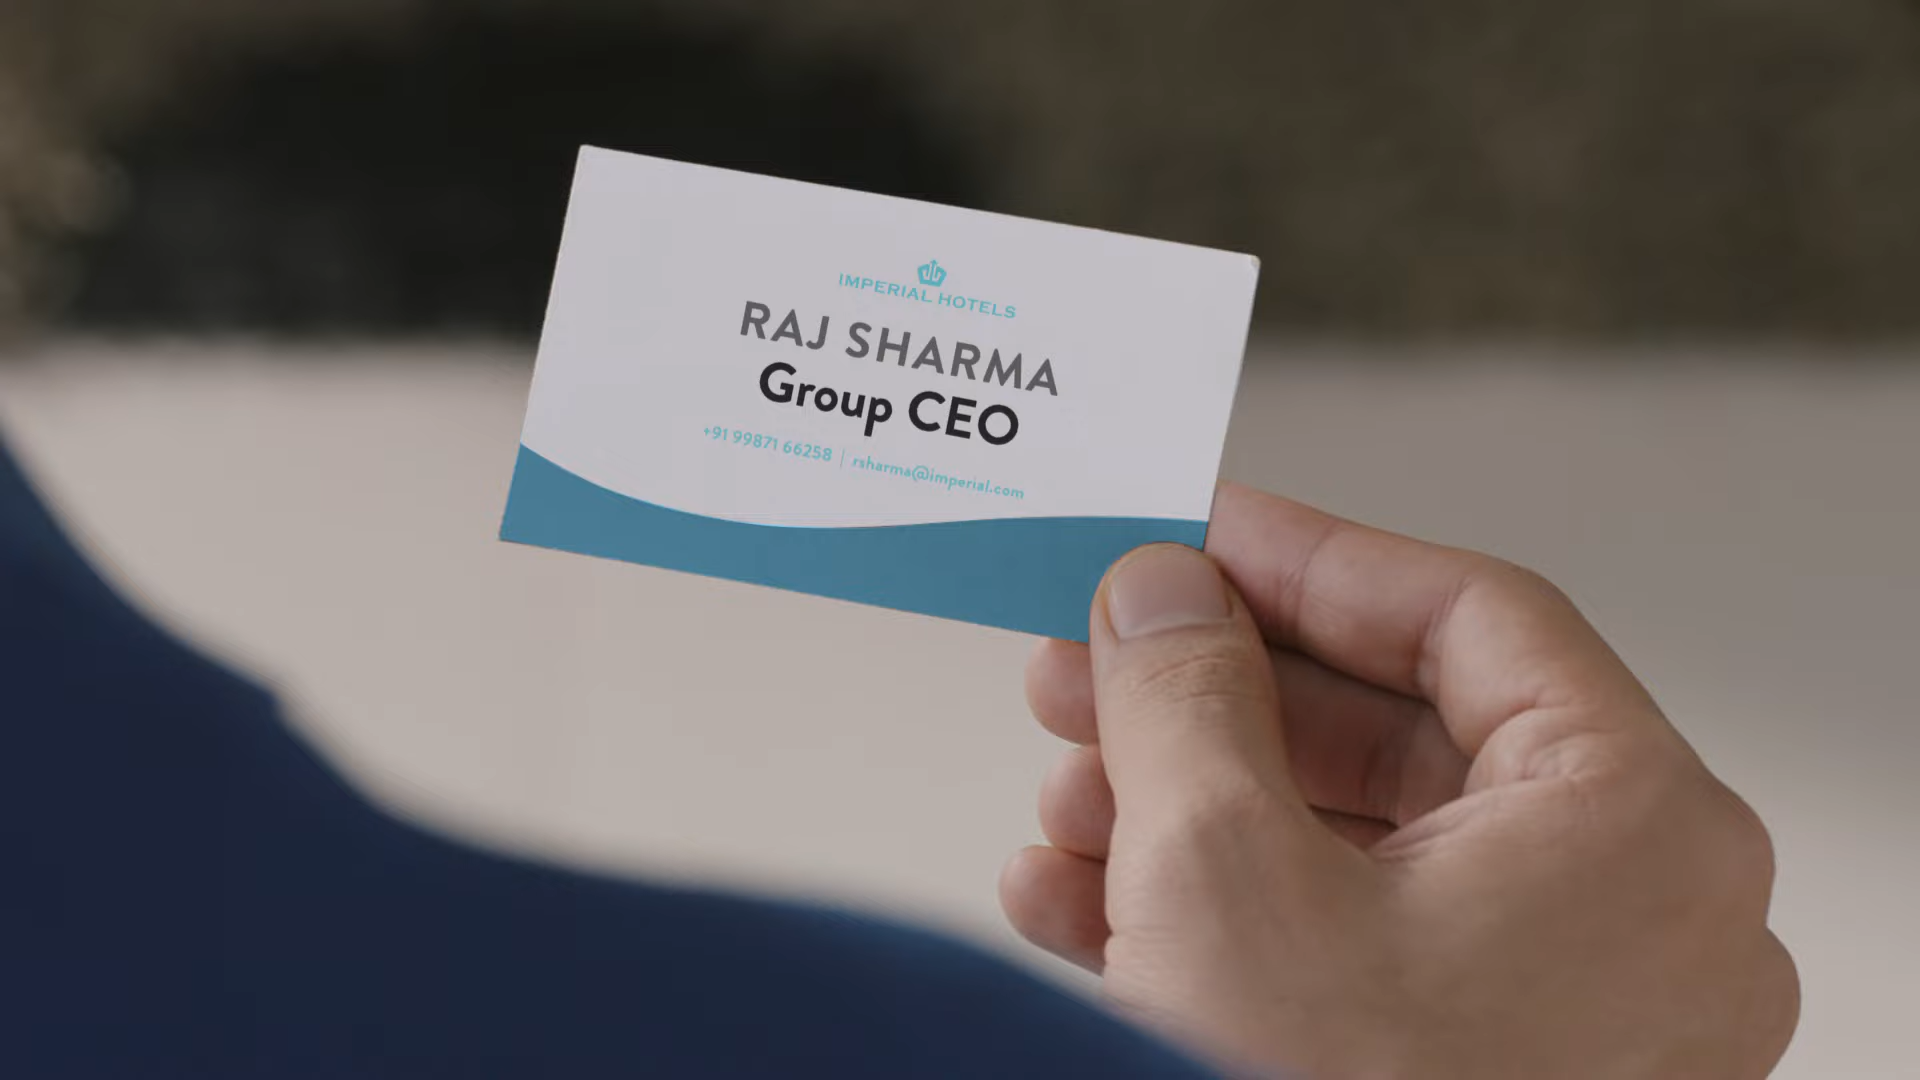 IMPERIAL HOTELS
RAJ SHARMA
Group CEO
+91 99871 66258 | rsharma@imperial.com